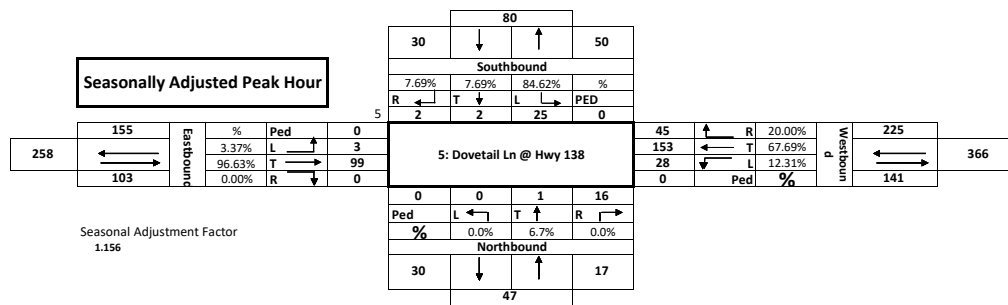 80
30 50
Southbound
Seasonally Adjusted Peak Hour
7.69% 7.69% 84.62% %
R T L PED
5 2 2 25 0
155 Eastbound % Ped 0
258 3.37% L 3
96.63% T 99
103 0.00% R 0
5: Dovetail Ln @ Hwy 138
45 R 20.00% Westboun d 225
153 T 67.69% 366
28 L 12.31% 141
0 Ped %
0 0 1 16
Ped L T R
% 0.0% 6.7% 0.0%
Northbound
Seasonal Adjustment Factor
1.156
30 17
47